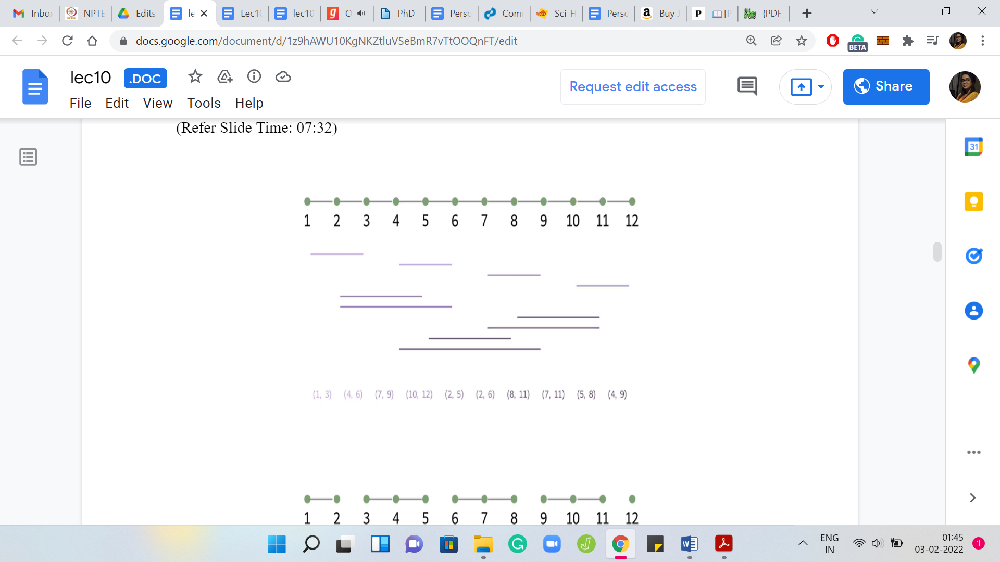 Inbo NPTE Edits le Lec1 lec10 O PhD_ Perso Com Sci-H Perso Buy J [P {PDF
docs.google.com/document/d/1z9hAWU10KgNKZtluVSeBmR7vTtOOQnFT/edit
BETA
lec10 .DOC
Request edit access
Share
File Edit View Tools Help
(Refer Slide Time: 07:32)
31
1 2 3 4 5 6 7 8 9 10 11 12
(1, 3) (4, 6) (7, 9) (10, 12) (2, 5) (2, 6) (8, 11) (7, 11) (5, 8) (4, 9)
1 2 3 4 5 6 7 8 9 10 11 12
ENG
IN
01:45
03-02-2022
1